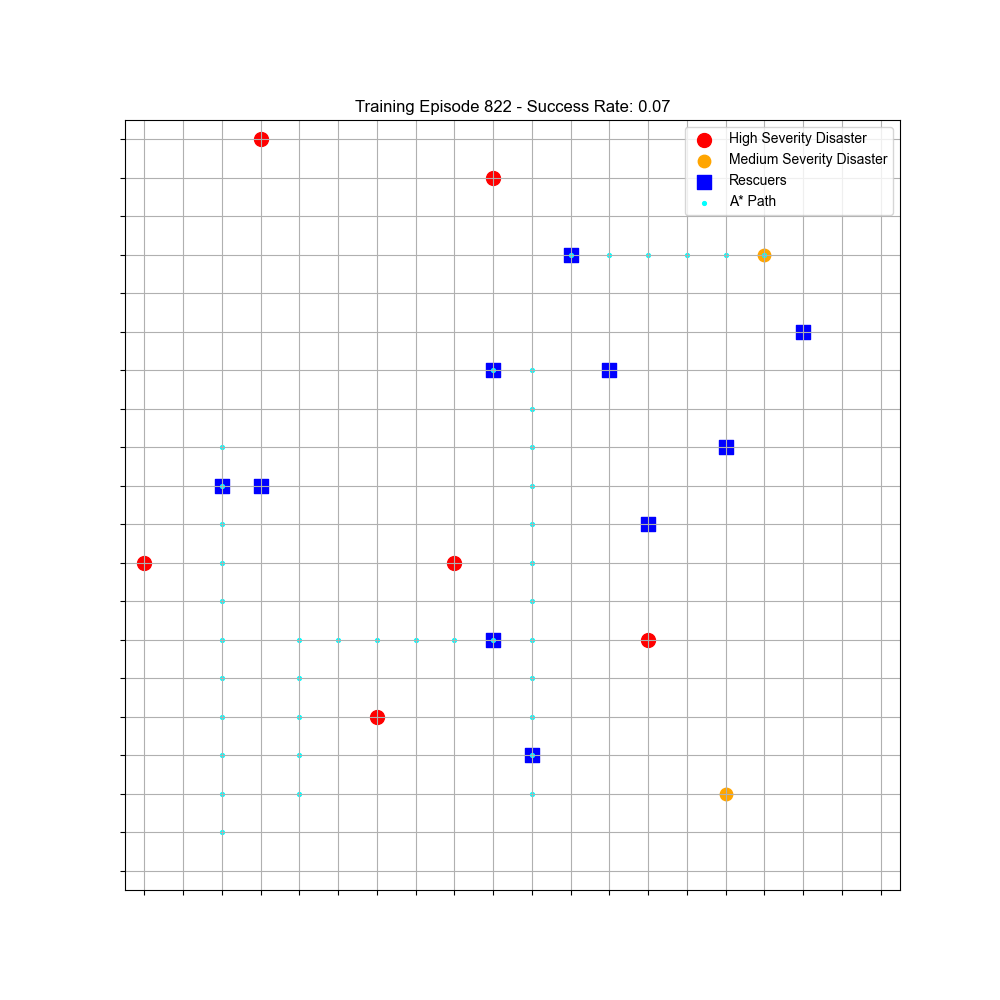 Training Episode 822 - Success Rate: 0.07
High Severity Disaster
Medium Severity Disaster
Rescuers
A* Path